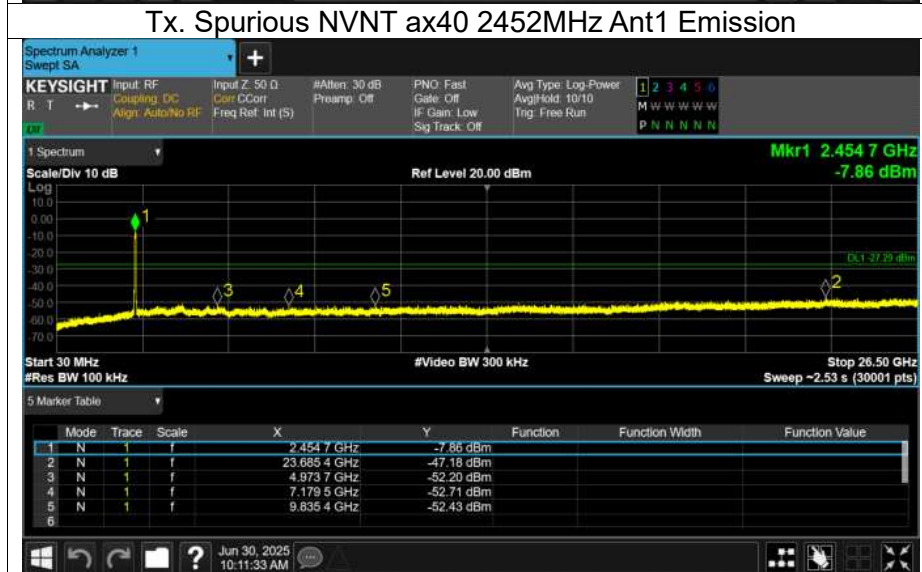 Tx. Spurious NVNT ax40 2452MHz Ant1 Emission
Spectrum Analyzer 1
Swept SA
+
KEYSIGHT Input: RF Input Z: 50 Ω #Atten: 30 dB PNO: Fast Avg Type: Log-Power 1 2 3 4 5 6
R T Coupling: DC Corr CCorr Preamp: Off Gate: Off Avg|Hold: 10/10 M W W W W W
Align: Auto/No RF Freq Ref: Int (S) IF Gain: Low Trig: Free Run
Sig Track: Off P N N N N N
LXI
1 Spectrum Mkr1 2.454 7 GHz
Scale/Div 10 dB Ref Level 20.00 dBm -7.86 dBm
Log
10.0
0.00
-10.0
-20.0
-30.0
-40.0
-50.0
-60.0
-70.0
1
DL1 -27.29 dBm
2
3
4
5
Start 30 MHz #Video BW 300 kHz Stop 26.50 GHz
#Res BW 100 kHz Sweep ~2.53 s (30001 pts)
5 Marker Table
Mode Trace Scale X Y Function Function Width Function Value
1 N 1 f 2.454 7 GHz -7.86 dBm
2 N 1 f 23.685 4 GHz -47.18 dBm
3 N 1 f 4.973 7 GHz -52.20 dBm
4 N 1 f 7.179 5 GHz -52.71 dBm
5 N 1 f 9.835 4 GHz -52.43 dBm
6
? Jun 30, 2025
10:11:33 AM